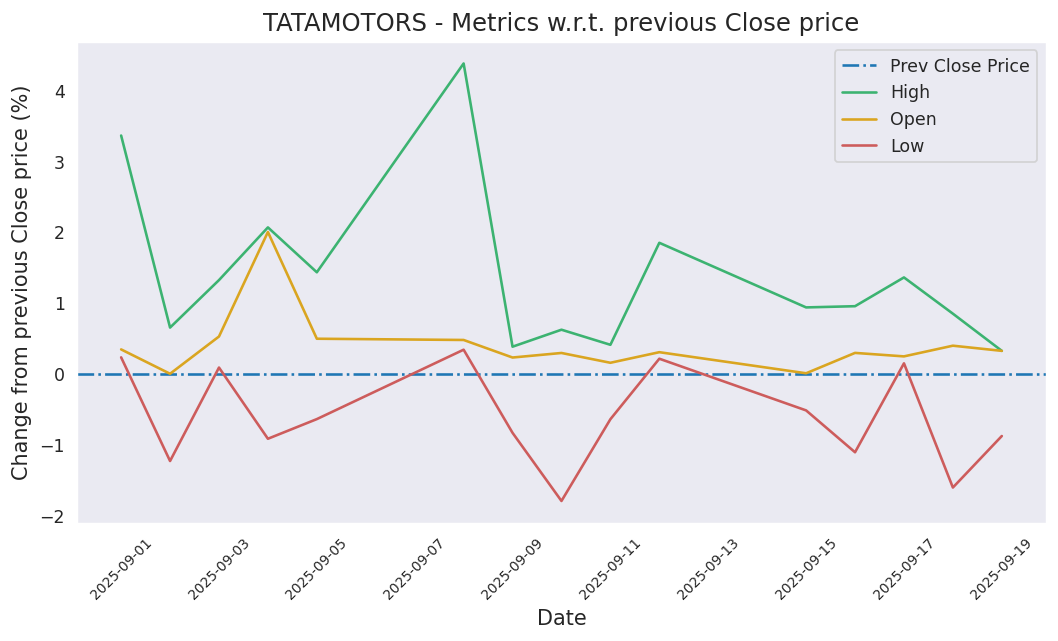 TATAMOTORS - Metrics w.r.t. previous Close price
Prev Close Price
High
Open
Low
Change from previous Close price (%)
4
3
2
1
0
−1
−2
2025-09-01
2025-09-03
2025-09-05
2025-09-07
2025-09-09
2025-09-11
2025-09-13
2025-09-15
2025-09-17
2025-09-19
Date